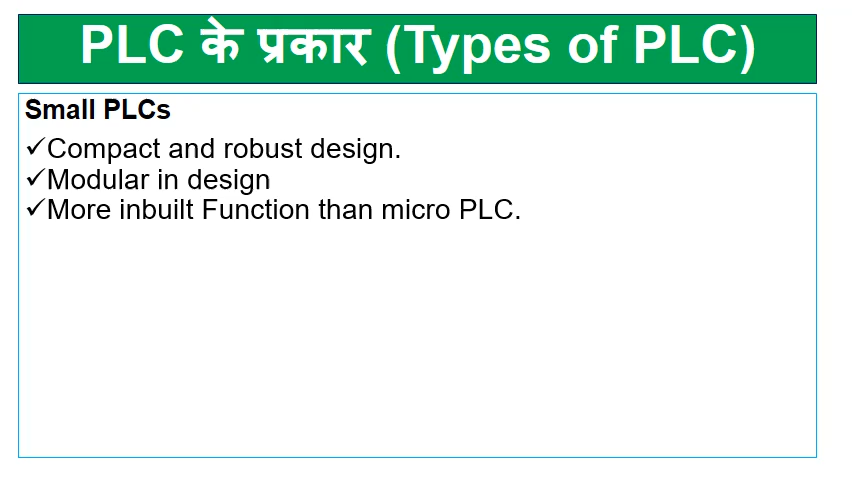 PLC के प्रकार (Types of PLC)
Small PLCs
✓Compact and robust design.
✓Modular in design
✓More inbuilt Function than micro PLC.